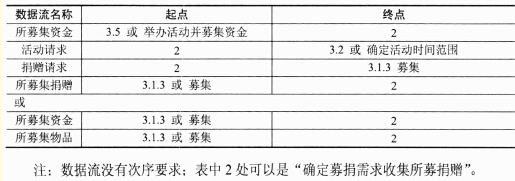 数据流名称 起点 终点
所募集资金 3.5 或 举办活动并募集资金 2
活动请求 2 3.2 或 确定活动时间范围
捐赠请求 2 3.1.3 募集
所募集捐赠 3.1.3 或 募集 2
或
所募集资金 3.1.3 或 募集 2
所募集物品 3.1.3 或 募集 2
注：数据流没有次序要求；表中 2 处可以是“确定募捐需求收集所募捐赠”。